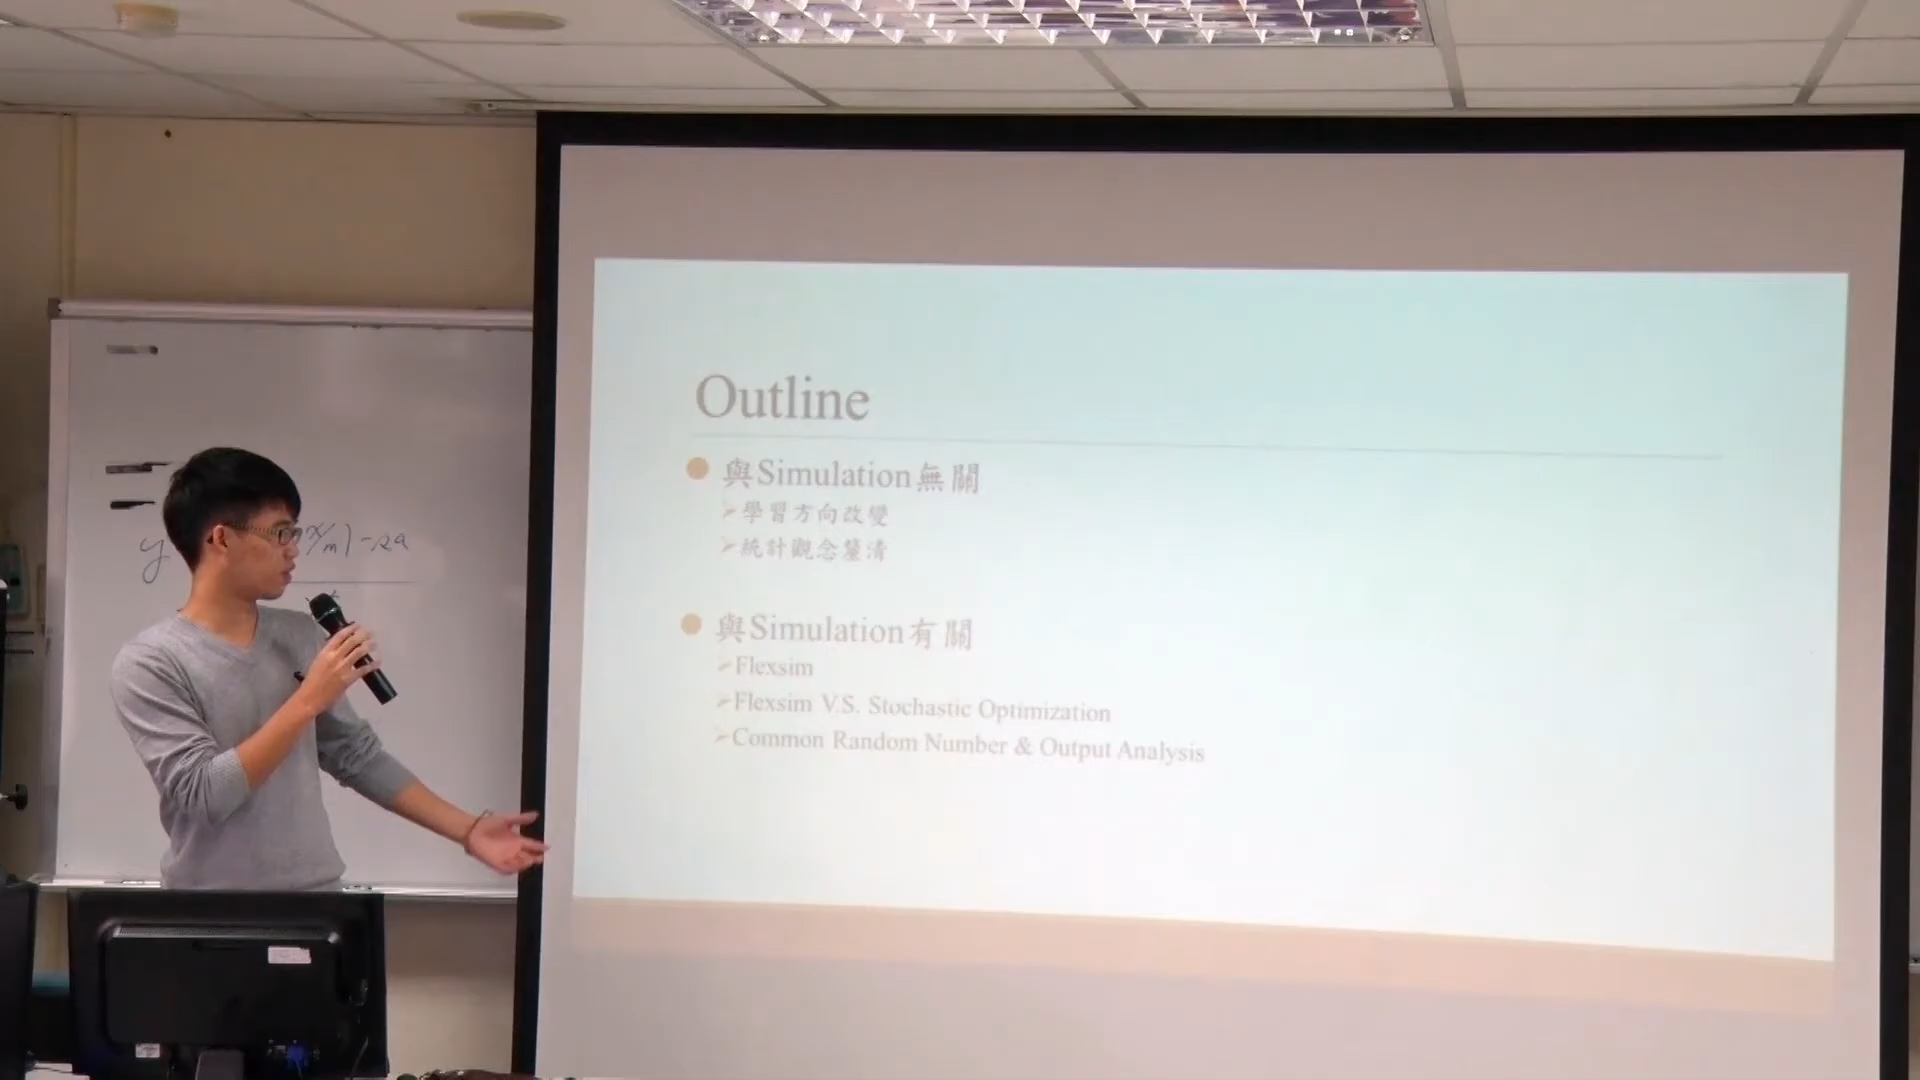 Outline
與Simulation無關
學習方向改變
統計觀念釐清
與Simulation有關
Flexsim
Flexsim V.S. Stochastic Optimization
Common Random Number & Output Analysis
y